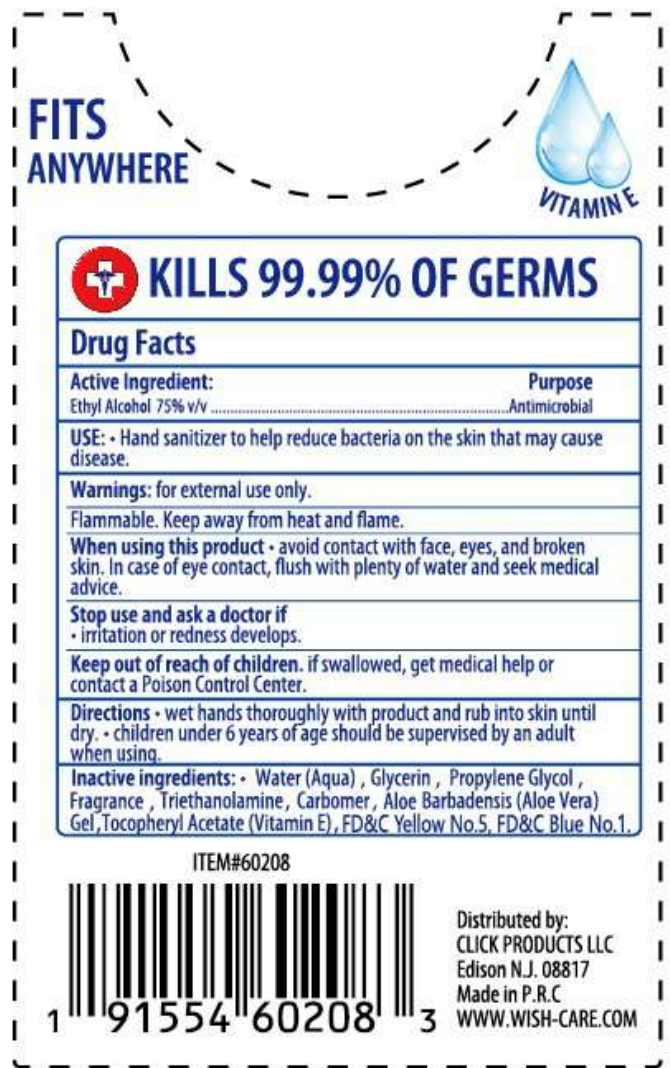 FITS
ANYWHERE
VITAMIN E
KILLS 99.99% OF GERMS
Drug Facts
Active Ingredient: Purpose
Ethyl Alcohol 75% v/v ........................................Antimicrobial
USE: • Hand sanitizer to help reduce bacteria on the skin that may cause
disease.
Warnings: for external use only.
Flammable. Keep away from heat and flame.
When using this product • avoid contact with face, eyes, and broken
skin. In case of eye contact, flush with plenty of water and seek medical
advice.
Stop use and ask a doctor if
• irritation or redness develops.
Keep out of reach of children. if swallowed, get medical help or
contact a Poison Control Center.
Directions • wet hands thoroughly with product and rub into skin until
dry. • children under 6 years of age should be supervised by an adult
when using.
Inactive ingredients: • Water (Aqua) , Glycerin , Propylene Glycol ,
Fragrance , Triethanolamine, Carbomer, Aloe Barbadensis (Aloe Vera)
Gel ,Tocopheryl Acetate (Vitamin E) , FD&C Yellow No.5, FD&C Blue No.1.
ITEM#60208
1 91554 60208 3
Distributed by:
CLICK PRODUCTS LLC
Edison N.J. 08817
Made in P.R.C
WWW.WISH-CARE.COM